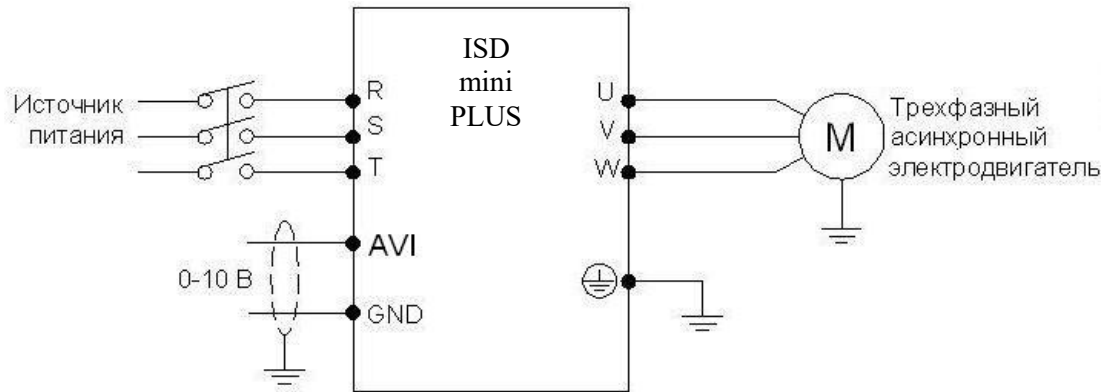 ISD
mini
PLUS
Источник
питания
R
S
T
U
V
W
M
Трехфазный
асинхронный
электродвигатель
AVI
0-10 В
GND